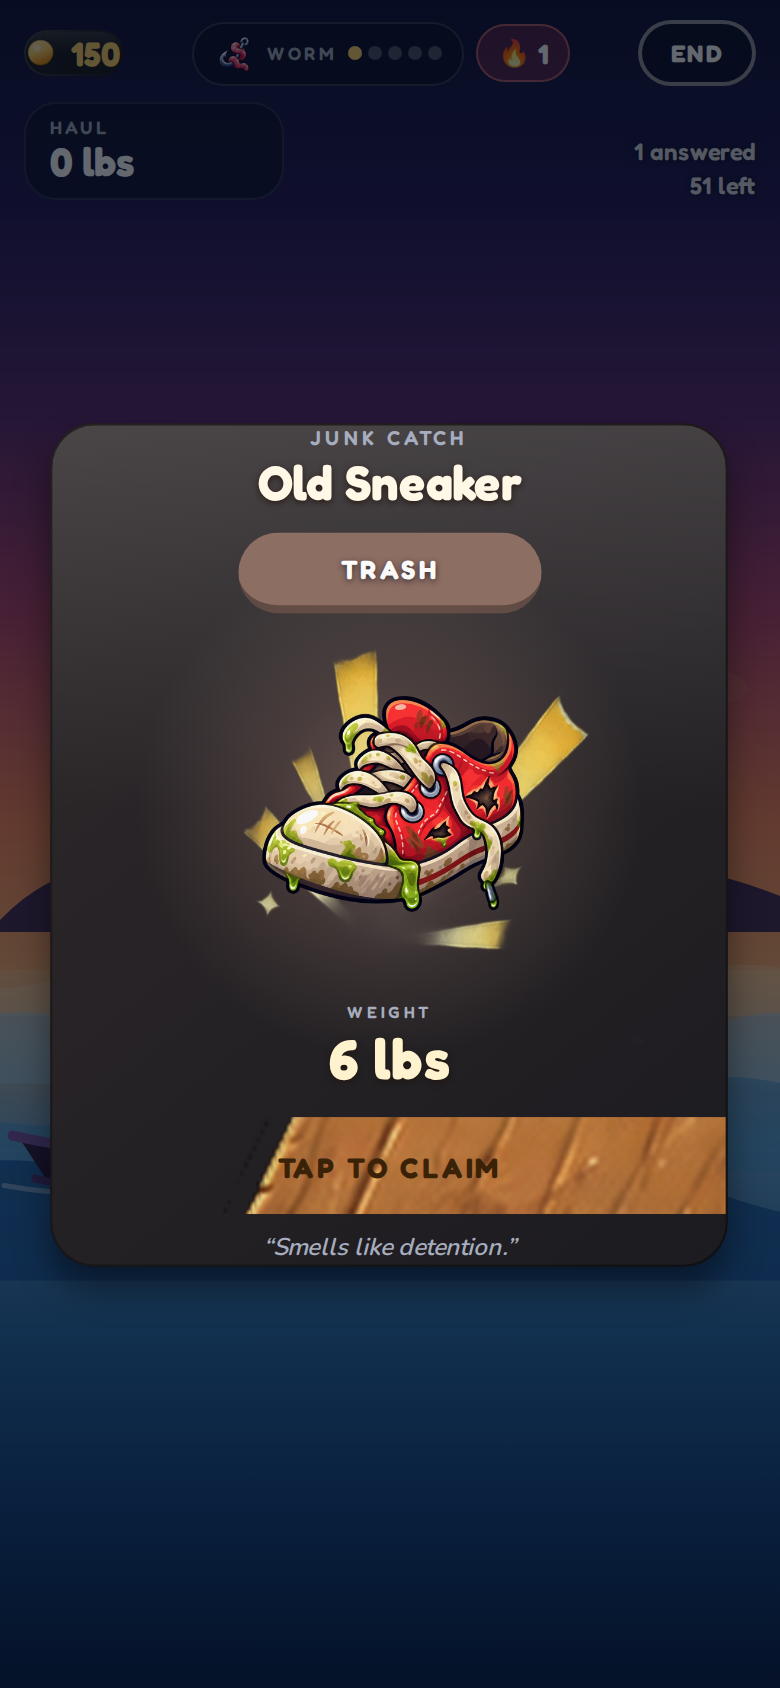 150
WORM
1
END
HAUL
0 lbs
1 answered
51 left
JUNK CATCH
Old Sneaker
TRASH
WEIGHT
6 lbs
TAP TO CLAIM
“Smells like detention.”